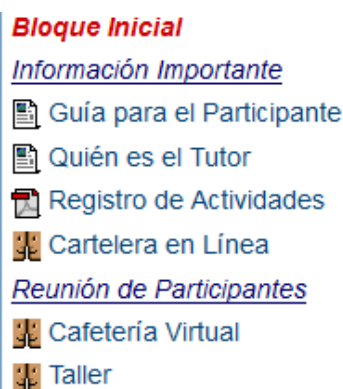 Bloque Inicial
Información Importante
Guía para el Participante
Quién es el Tutor
Registro de Actividades
Cartelera en Línea
Reunión de Participantes
Cafetería Virtual
Taller